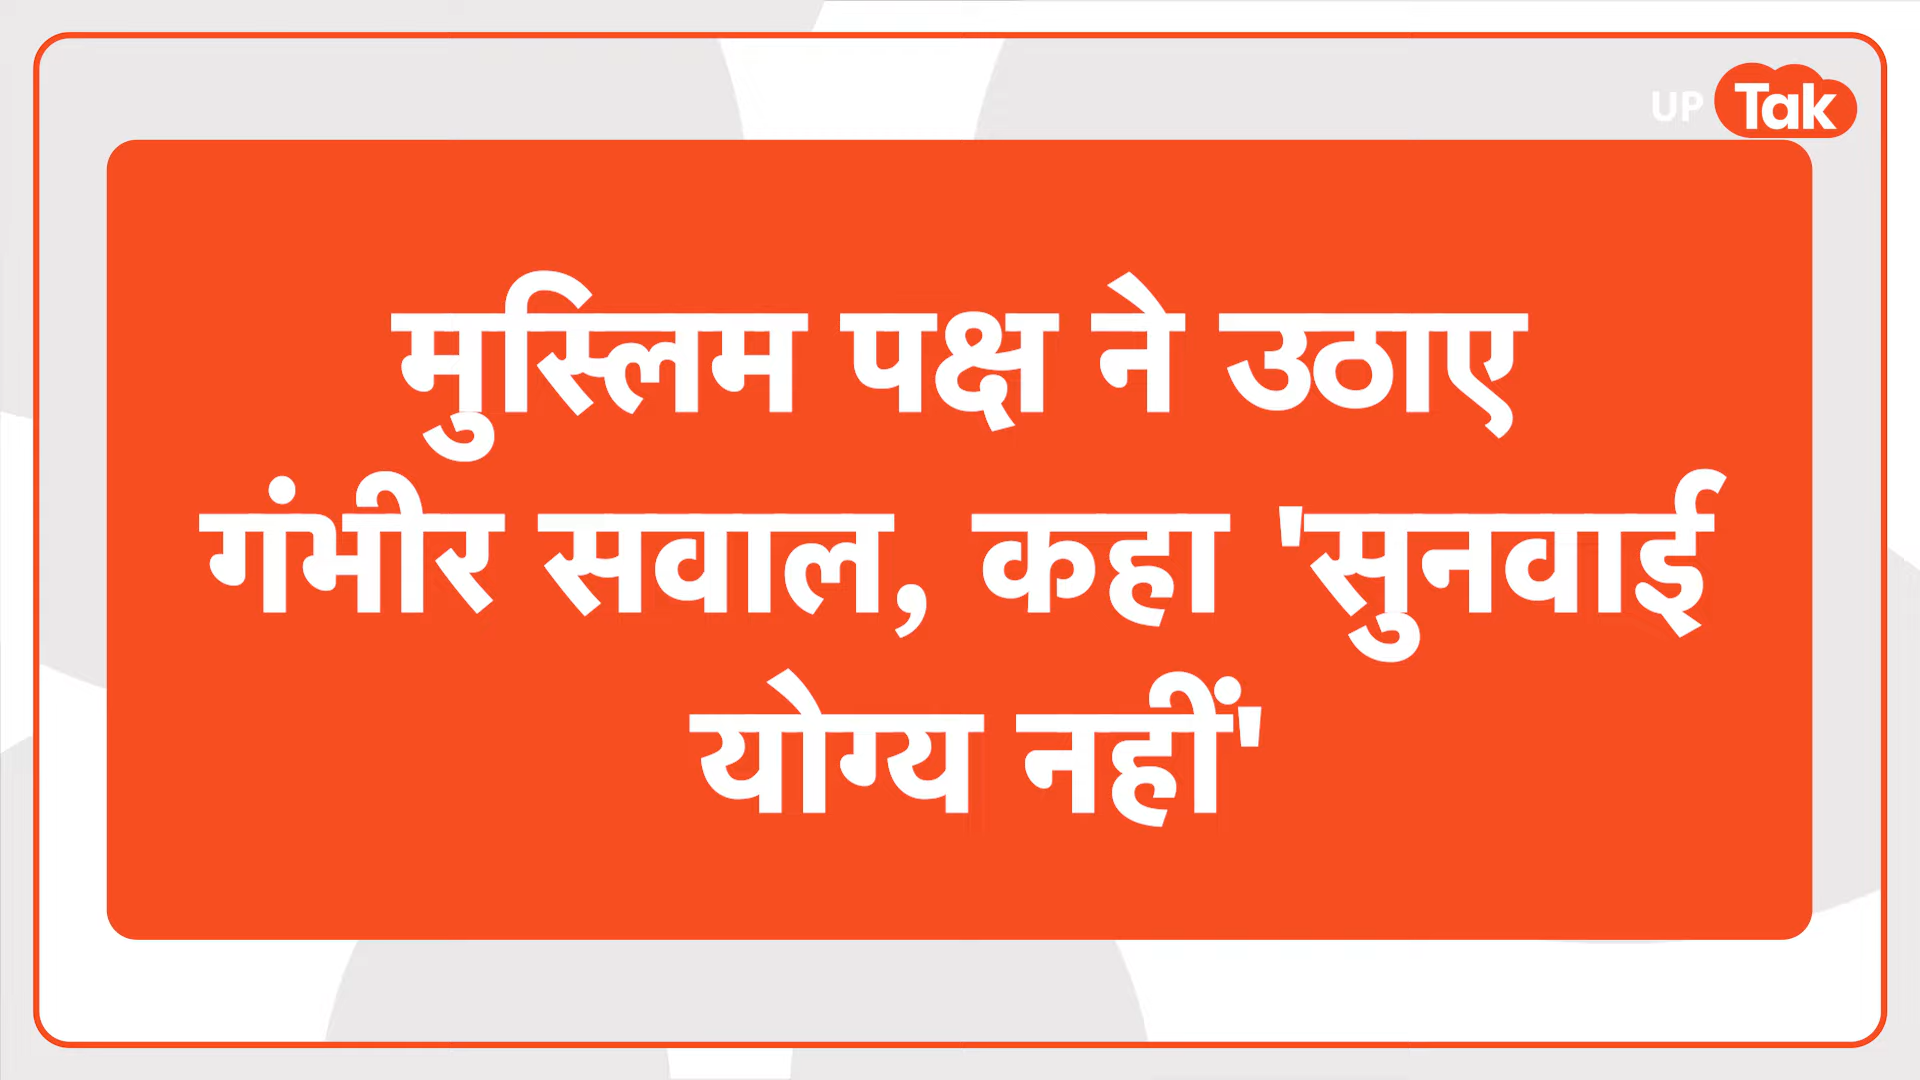 UP Tak
मुस्लिम पक्ष ने उठाए
गंभीर सवाल, कहा 'सुनवाई
योग्य नहीं'